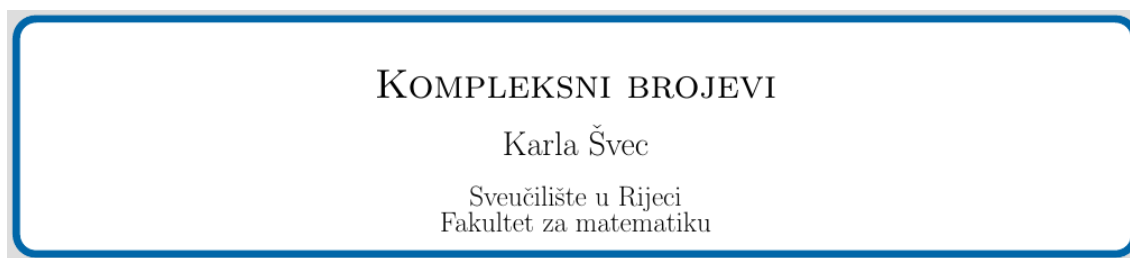 Kompleksni brojevi
Karla Švec
Sveučilište u Rijeci
Fakultet za matematiku